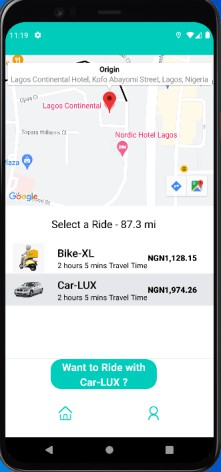 11:19
Origin
Lagos Continental Hotel, Kofo Abayomi Street, Lagos, Nigeria
Lagos Continental
Nordic Hotel Lagos
laza
Google
Select a Ride - 87.3 mi
Bike-XL
2 hours 5 mins Travel Time
NGN1,128.15
Car-LUX
2 hours 5 mins Travel Time
NGN1,974.26
Want to Ride with
Car-LUX ?